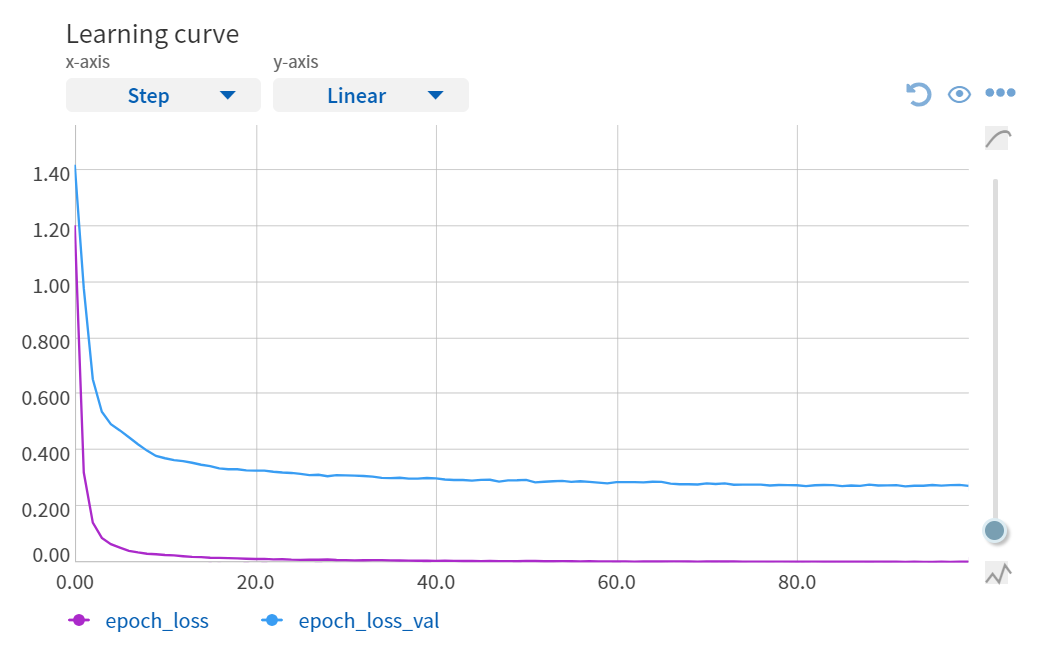 Learning curve
x-axis y-axis
Step Linear
1.40
1.20
1.00
0.800
0.600
0.400
0.200
0.00
0.00 20.0 40.0 60.0 80.0
epoch_loss epoch_loss_val